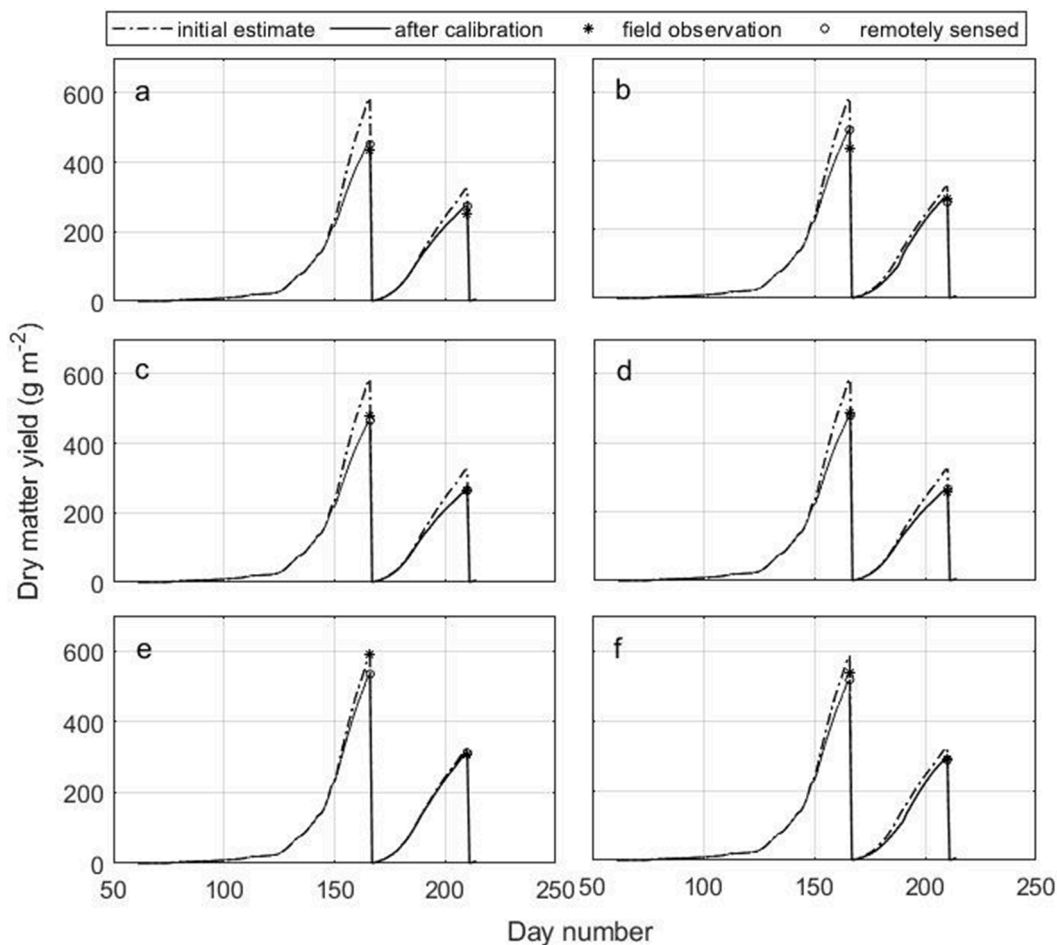 initial estimate after calibration field observation remotely sensed
a b
600
400
200
0
c d
600
400
200
0
e f
600
400
200
0
50 100 150 200 250 50 100 150 200 250
Dry matter yield (g m-2)
Day number